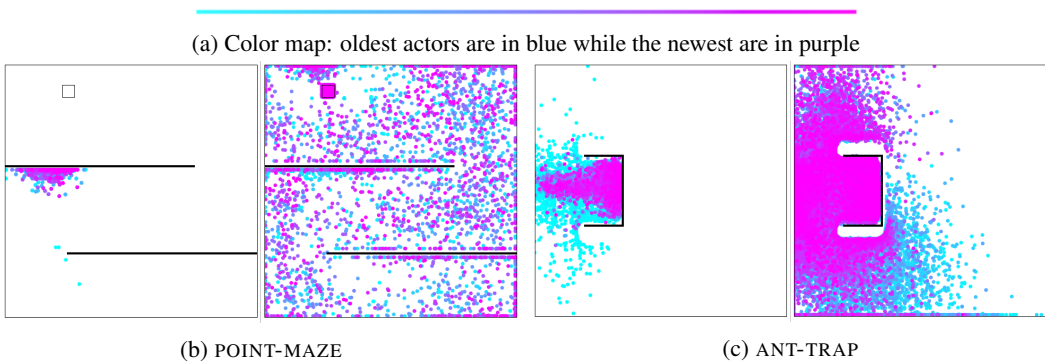 (a) Color map: oldest actors are in blue while the newest are in purple
(b) POINT-MAZE
(c) ANT-TRAP